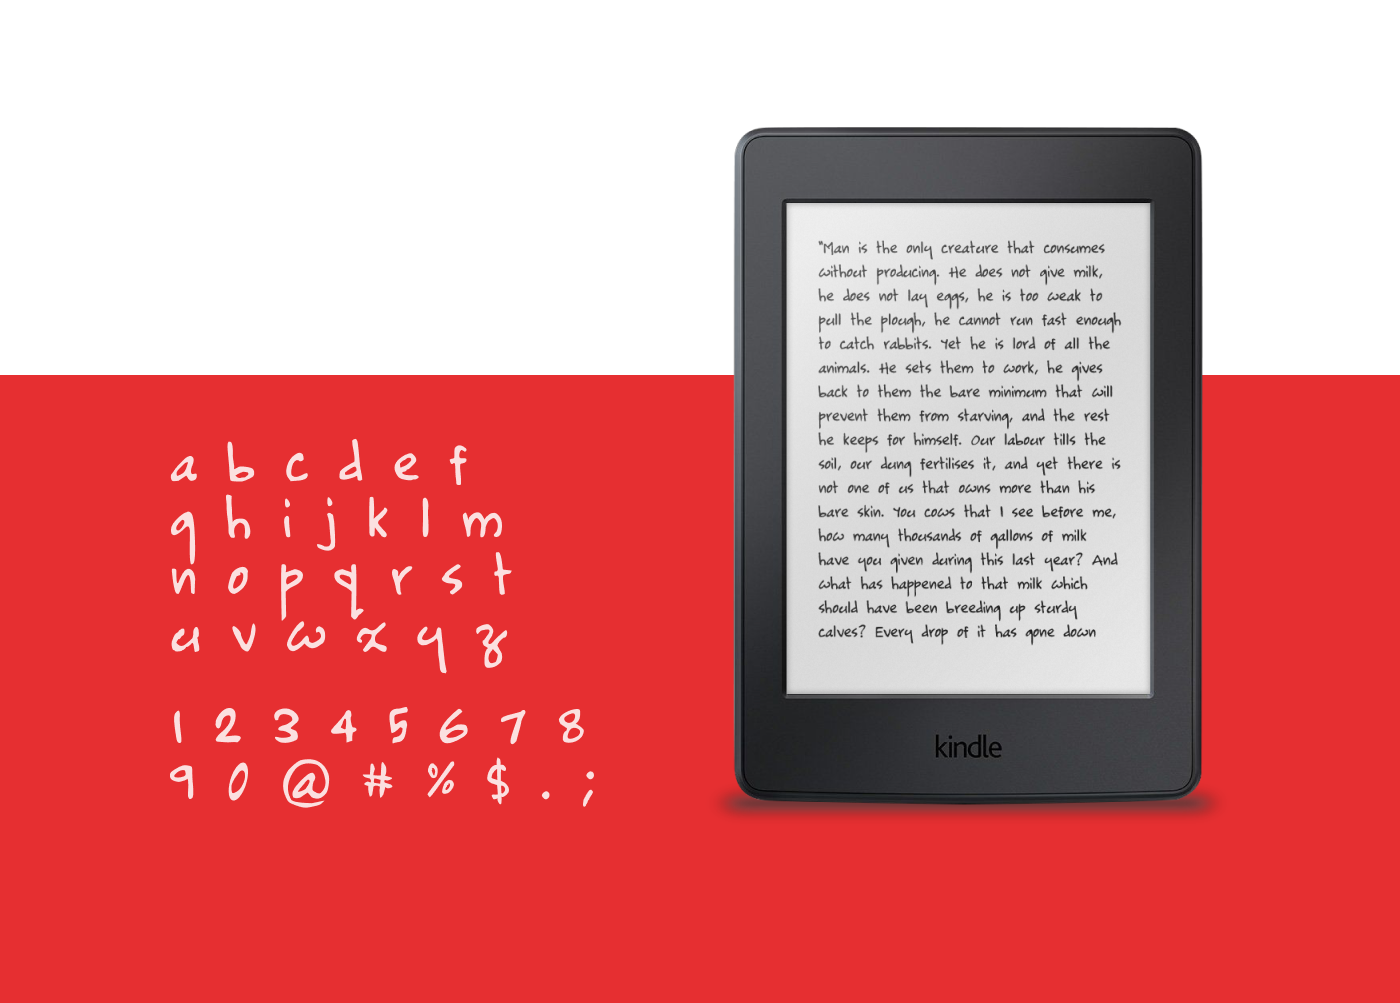 a b c d e f
g h i j k l m
n o p q r s t
u v w x y z
1 2 3 4 5 6 7 8
9 0 @ # % $ . ;
"Man is the only creature that consumes
without producing. He does not give milk,
he does not lay eggs, he is too weak to
pull the plough, he cannot run fast enough
to catch rabbits. Yet he is lord of all the
animals. He sets them to work, he gives
back to them the bare minimum that will
prevent them from starving, and the rest
he keeps for himself. Our labour tills the
soil, our dung fertilises it, and yet there is
not one of us that owns more than his
bare skin. You cows that I see before me,
how many thousands of gallons of milk
have you given during this last year? And
what has happened to that milk which
should have been breeding up sturdy
calves? Every drop of it has gone down
kindle